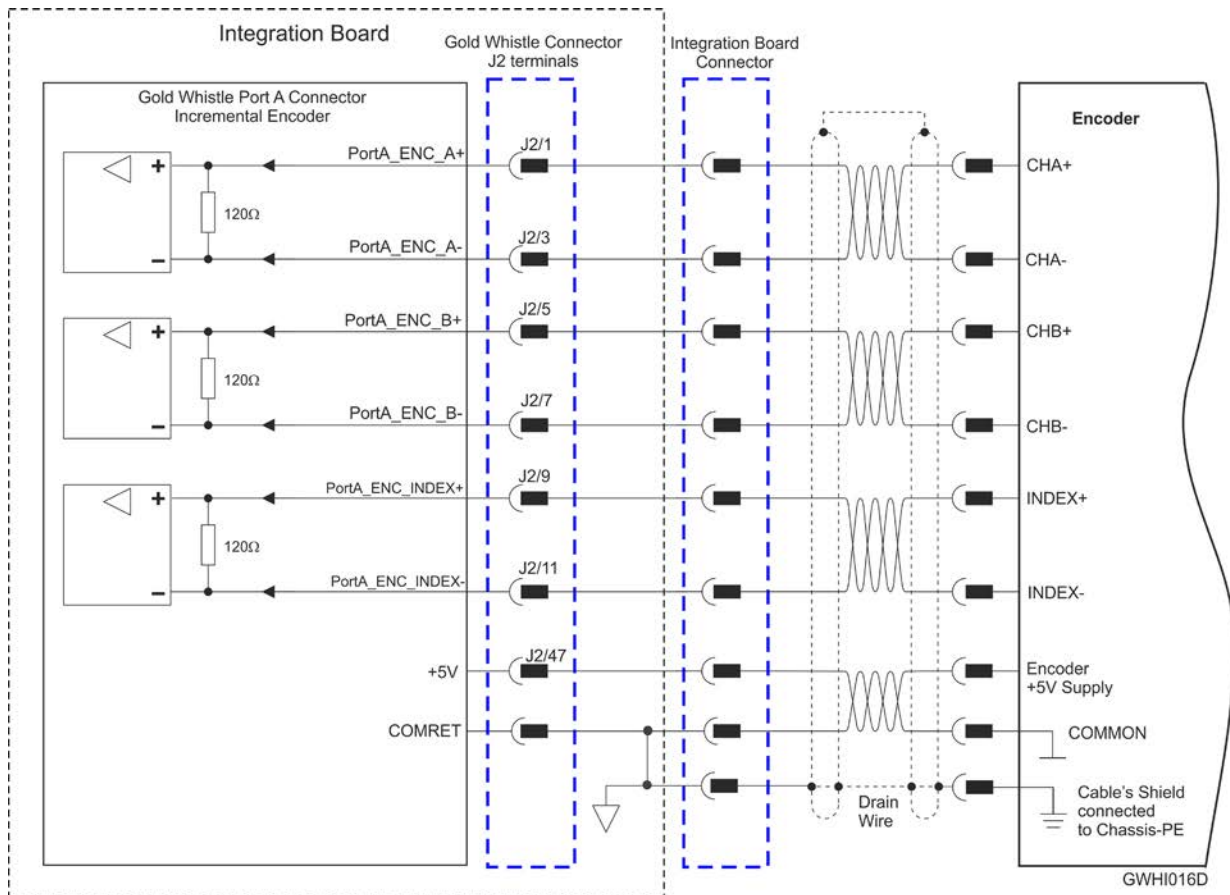 Integration Board
Gold Whistle Connector
J2 terminals
Integration Board
Connector
Gold Whistle Port A Connector
Incremental Encoder
Encoder
PortA_ENC_A+
J2/1
CHA+
+
120Ω
PortA_ENC_A-
J2/3
CHA-
−
PortA_ENC_B+
J2/5
CHB+
+
120Ω
PortA_ENC_B-
J2/7
CHB-
−
PortA_ENC_INDEX+
J2/9
INDEX+
+
120Ω
PortA_ENC_INDEX-
J2/11
INDEX-
−
+5V
J2/47
Encoder
+5V Supply
COMRET
COMMON
Drain
Wire
Cable's Shield
connected
to Chassis-PE
GWHI016D